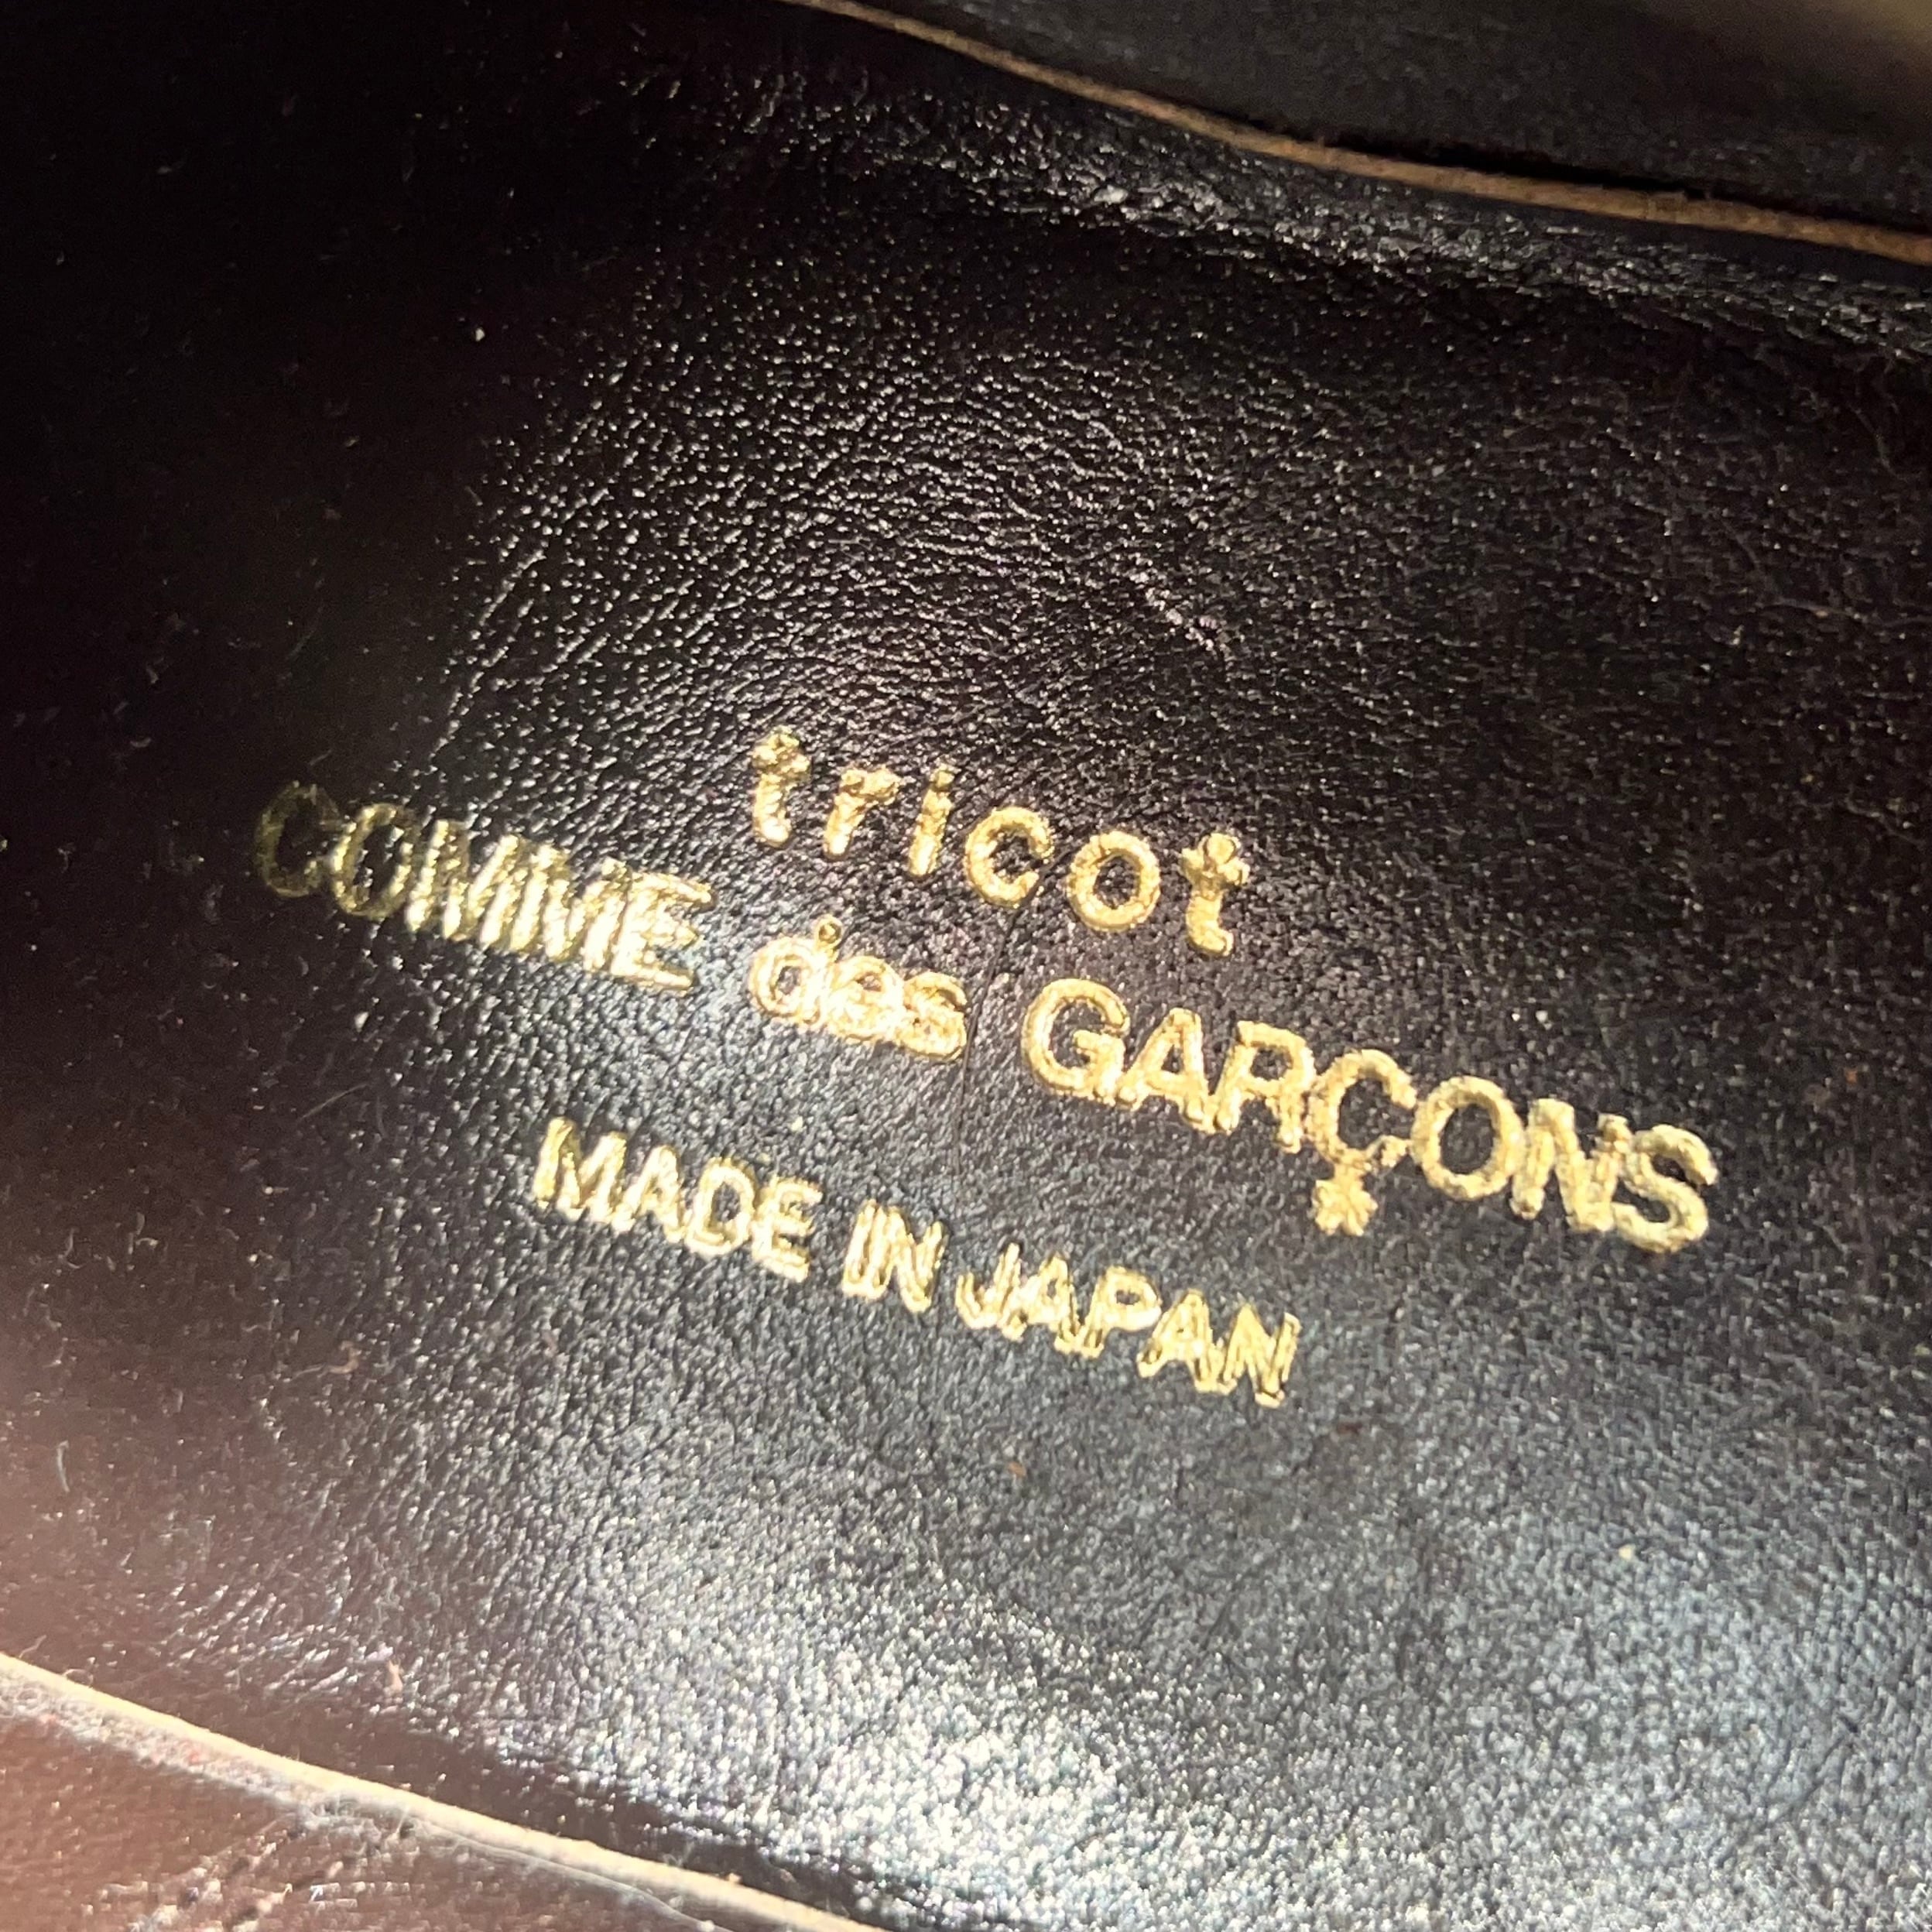 tricot
COMME des GARÇONS
MADE IN JAPAN